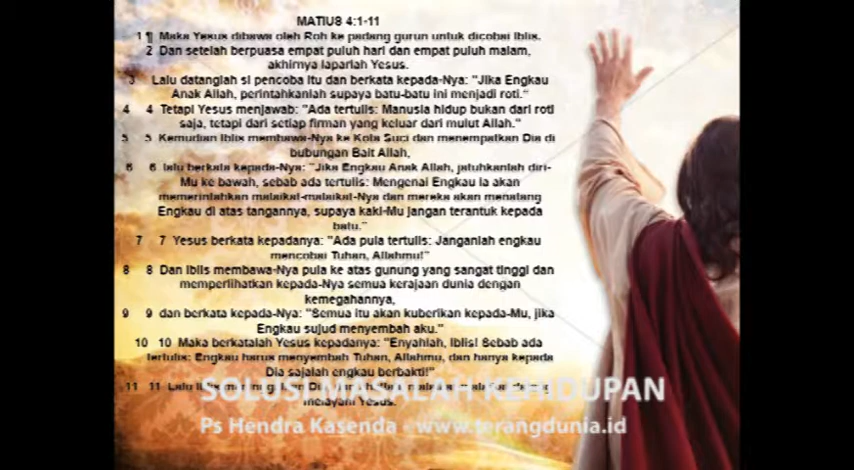 MATIUS 4:1-11
1 ¶ Maka Yesus dibawa oleh Roh ke padang gurun untuk dicobai Iblis.
2 Dan setelah berpuasa empat puluh hari dan empat puluh malam,
akhirnya laparlah Yesus.
3 Lalu datanglah si pencoba itu dan berkata kepada-Nya: "Jika Engkau
Anak Allah, perintahkanlah supaya batu-batu ini menjadi roti."
4 4 Tetapi Yesus menjawab: "Ada tertulis: Manusia hidup bukan dari roti
saja, tetapi dari setiap firman yang keluar dari mulut Allah."
5 5 Kemudian Iblis membawa-Nya ke Kota Suci dan menempatkan Dia di
bubungan Bait Allah,
6 6 lalu berkata kepada-Nya: "Jika Engkau Anak Allah, jatuhkanlah diri-
Mu ke bawah, sebab ada tertulis: Mengenai Engkau Ia akan
memerintahkan malaikat-malaikat-Nya dan mereka akan menatang
Engkau di atas tangannya, supaya kaki-Mu jangan terantuk kepada
batu."
7 7 Yesus berkata kepadanya: "Ada pula tertulis: Janganlah engkau
mencobai Tuhan, Allahmu!"
8 8 Dan Iblis membawa-Nya pula ke atas gunung yang sangat tinggi dan
memperlihatkan kepada-Nya semua kerajaan dunia dengan
kemegahannya,
9 9 dan berkata kepada-Nya: "Semua itu akan kuberikan kepada-Mu, jika
Engkau sujud menyembah aku."
10 10 Maka berkatalah Yesus kepadanya: "Enyahlah, Iblis! Sebab ada
tertulis: Engkau harus menyembah Tuhan, Allahmu, dan hanya kepada
Dia sajalah engkau berbakti!"
11 11 Lalu Iblis
melayani Yesus.
SOLUSI MASALAH KEHIDUPAN
Ps Hendra Kasenda - www.terangdunia.id